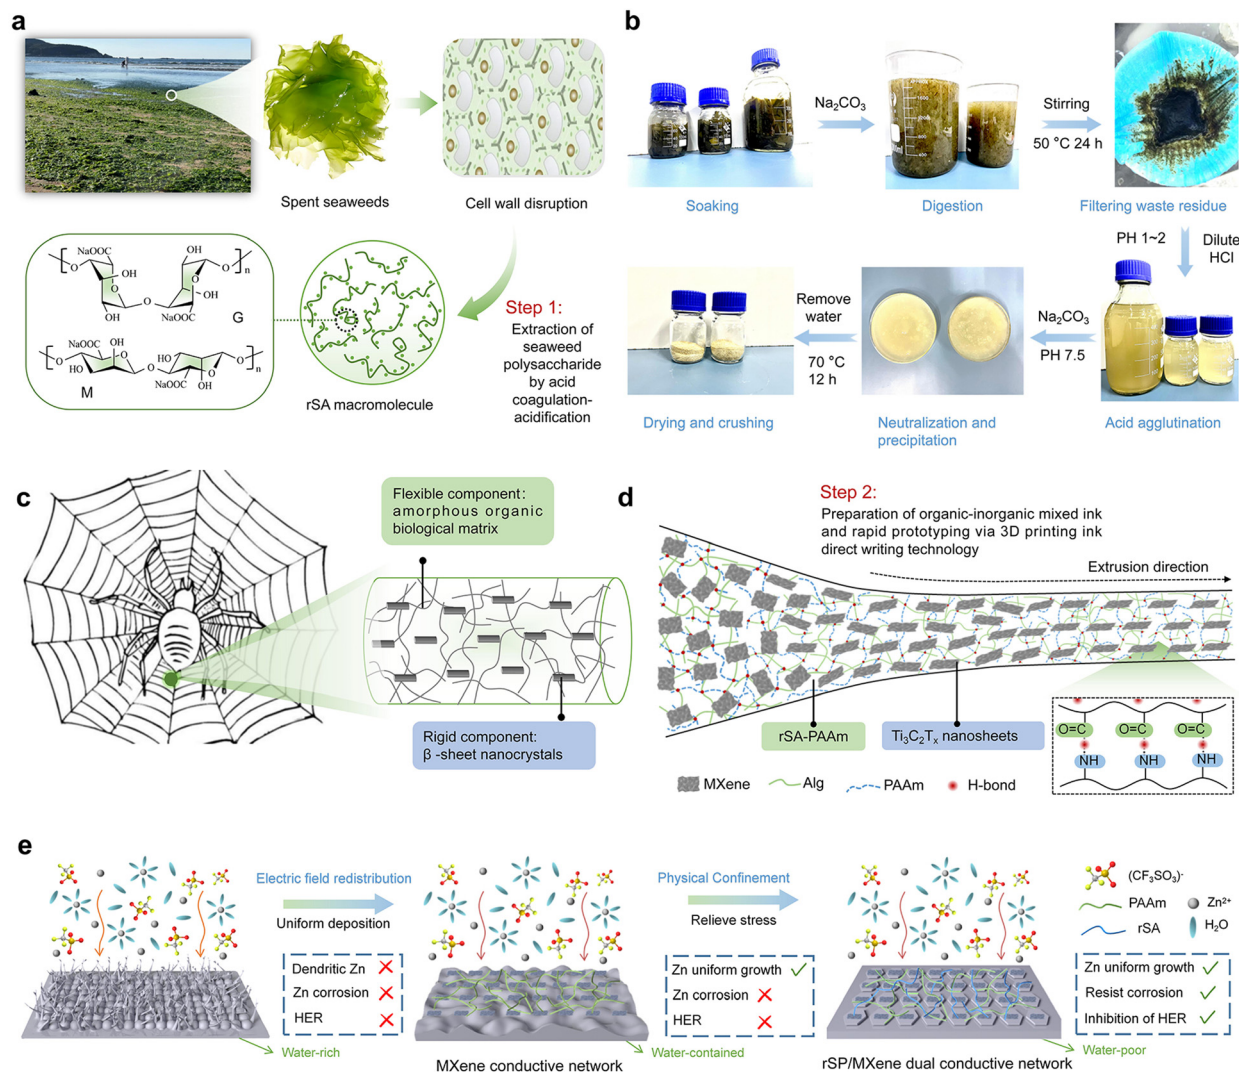 a
Spent seaweeds
Cell wall disruption
NaOOC
OH
O
O
n
OH
OH
O
OH
OH
NaOOC
G
NaOOC
OH
HO
O
HO
O
O
n
NaOOC
OH
M
rSA macromolecule
Step 1:
Extraction of
seaweed
polysaccharide
by acid
coagulation-
acidification
b
Soaking
Na₂CO₃
Digestion
Stirring
50 °C 24 h
Filtering waste residue
PH 1~2
Dilute
HCl
Acid agglutination
Na₂CO₃
PH 7.5
Neutralization and
precipitation
Remove
water
70 °C
12 h
Drying and crushing
c
Flexible component:
amorphous organic
biological matrix
Rigid component:
β -sheet nanocrystals
d
Step 2:
Preparation of organic-inorganic mixed ink
and rapid prototyping via 3D printing ink
direct writing technology
Extrusion direction
rSA-PAAm
Ti₃C₂Tₓ nanosheets
O=C
O=C
O=C
NH
NH
NH
MXene
Alg
PAAm
H-bond
e
Electric field redistribution
Uniform deposition
Dendritic Zn
Zn corrosion
HER
Water-rich
MXene conductive network
Physical Confinement
Relieve stress
Zn uniform growth
Zn corrosion
HER
Water-contained
rSP/MXene dual conductive network
(CF₃SO₃)⁻
PAAm
Zn²⁺
rSA
H₂O
Zn uniform growth
Resist corrosion
Inhibition of HER
Water-poor